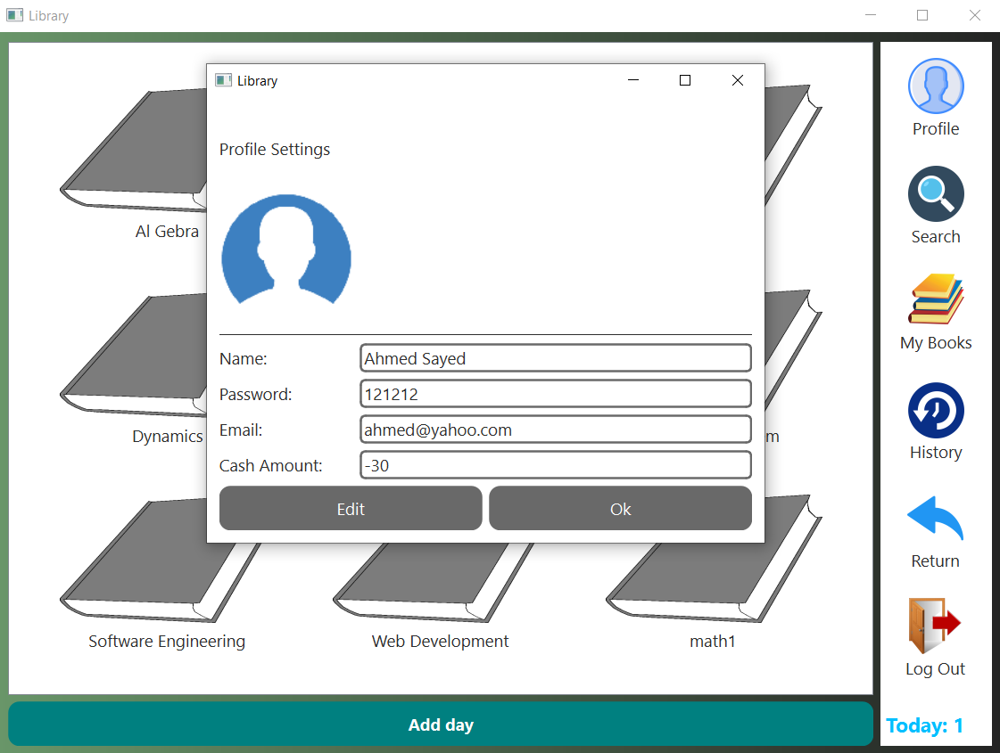 Library
Library
Profile Settings
Name:
Ahmed Sayed
Password:
121212
Email:
ahmed@yahoo.com
Cash Amount:
-30
Edit
Ok
Al Gebra
Dynamics
m
Software Engineering
Web Development
math1
Add day
Profile
Search
My Books
History
Return
Log Out
Today: 1